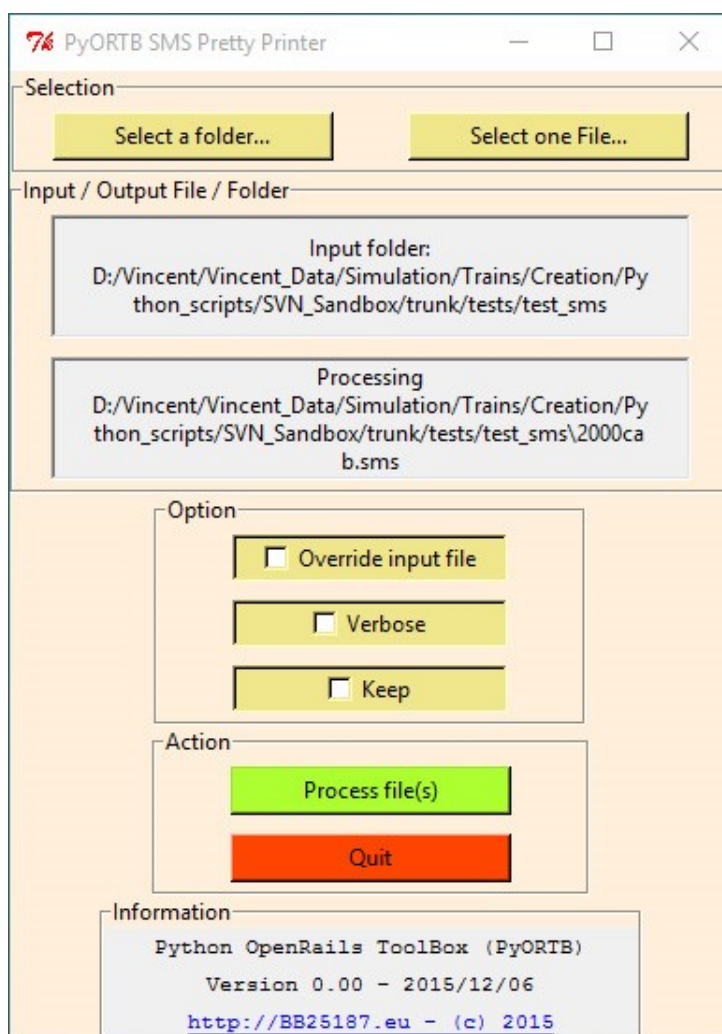 PyORTB SMS Pretty Printer
Selection
Select a folder... Select one File...
Input / Output File / Folder
Input folder:
D:/Vincent/Vincent_Data/Simulation/Trains/Creation/Py
thon_scripts/SVN_Sandbox/trunk/tests/test_sms
Processing
D:/Vincent/Vincent_Data/Simulation/Trains/Creation/Py
thon_scripts/SVN_Sandbox/trunk/tests/test_sms\2000ca
b.sms
Option
Override input file
Verbose
Keep
Action
Process file(s)
Quit
Information
Python OpenRails ToolBox (PyORTB)
Version 0.00 - 2015/12/06
http://BB25187.eu - (c) 2015